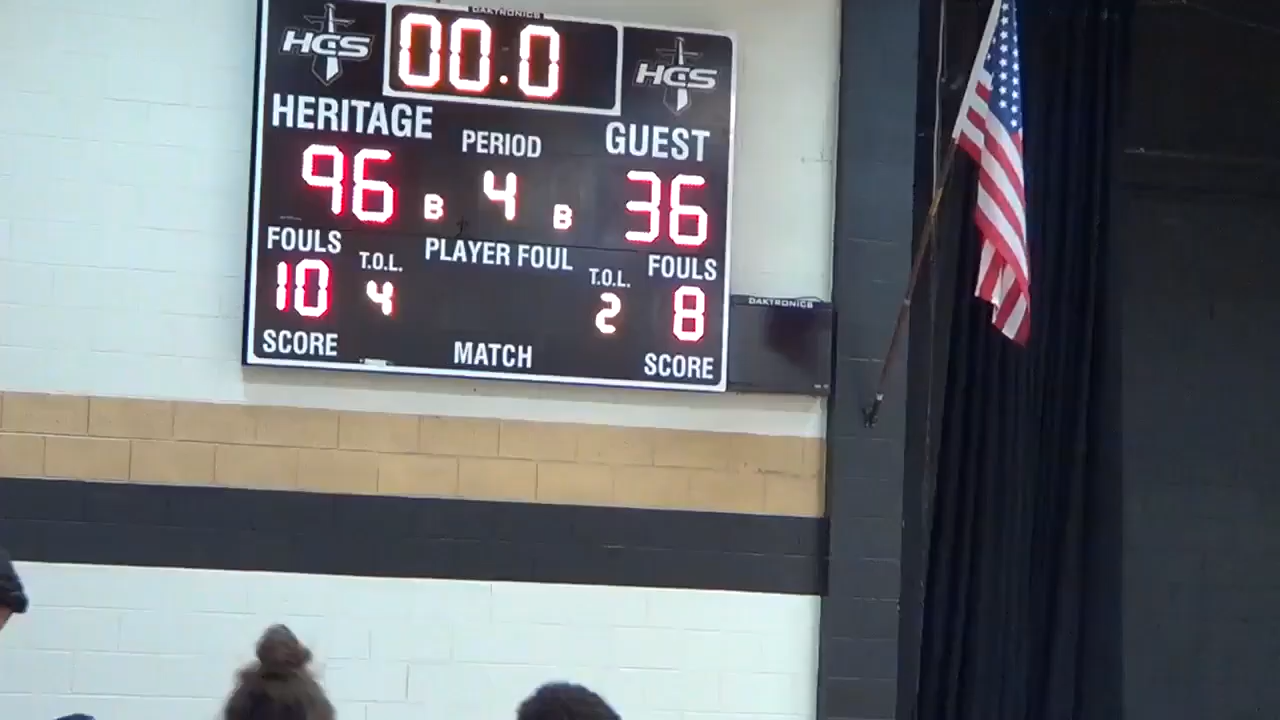 DAKTRONICS
HCS 00.0 HCS
HERITAGE PERIOD GUEST
96 B 4 B 36
FOULS T.O.L. PLAYER FOUL T.O.L. FOULS
10 4 2 8
SCORE MATCH SCORE
DAKTRONICS